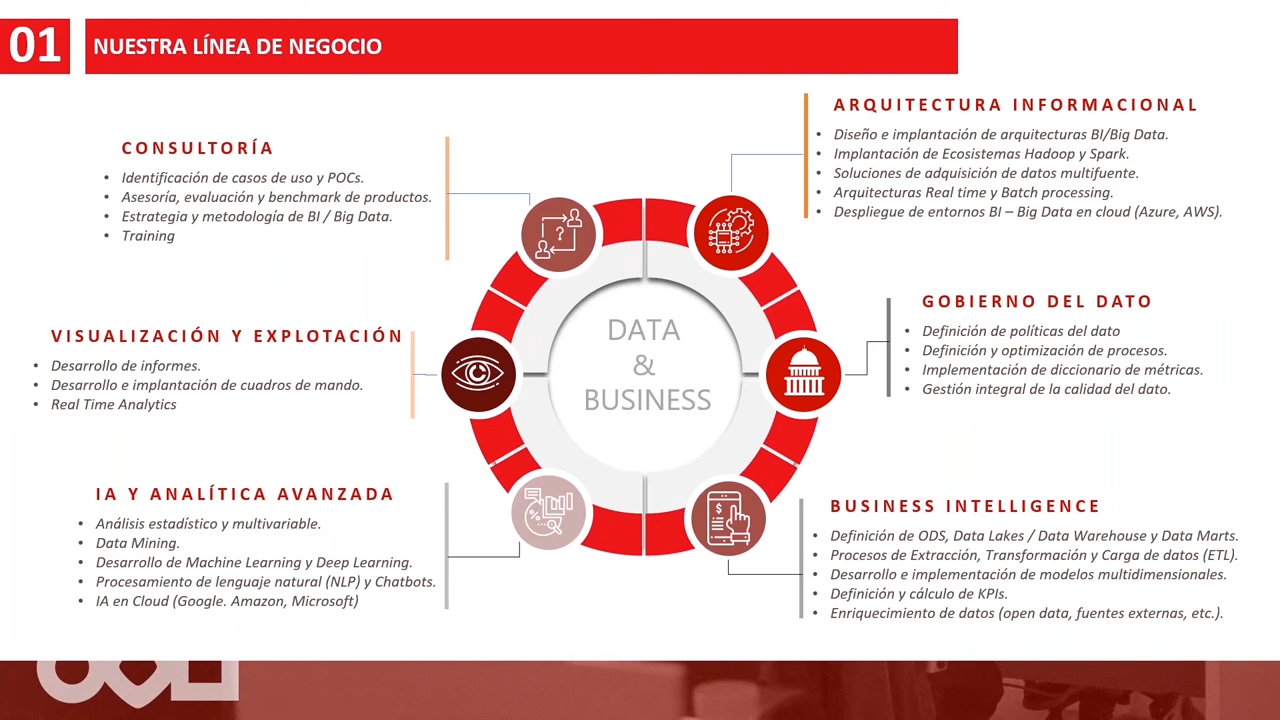 01
NUESTRA LÍNEA DE NEGOCIO
CONSULTORÍA
• Identificación de casos de uso y POCs.
• Asesoría, evaluación y benchmark de productos.
• Estrategia y metodología de BI / Big Data.
• Training
VISUALIZACIÓN Y EXPLOTACIÓN
• Desarrollo de informes.
• Desarrollo e implantación de cuadros de mando.
• Real Time Analytics
IA Y ANALÍTICA AVANZADA
• Análisis estadístico y multivariable.
• Data Mining.
• Desarrollo de Machine Learning y Deep Learning.
• Procesamiento de lenguaje natural (NLP) y Chatbots.
• IA en Cloud (Google. Amazon, Microsoft)
DATA
&
BUSINESS
ARQUITECTURA INFORMACIONAL
• Diseño e implantación de arquitecturas BI/Big Data.
• Implantación de Ecosistemas Hadoop y Spark.
• Soluciones de adquisición de datos multifuente.
• Arquitecturas Real time y Batch processing.
• Despliegue de entornos BI – Big Data en cloud (Azure, AWS).
GOBIERNO DEL DATO
• Definición de políticas del dato
• Definición y optimización de procesos.
• Implementación de diccionario de métricas.
• Gestión integral de la calidad del dato.
BUSINESS INTELLIGENCE
• Definición de ODS, Data Lakes / Data Warehouse y Data Marts.
• Procesos de Extracción, Transformación y Carga de datos (ETL).
• Desarrollo e implementación de modelos multidimensionales.
• Definición y cálculo de KPIs.
• Enriquecimiento de datos (open data, fuentes externas, etc.).